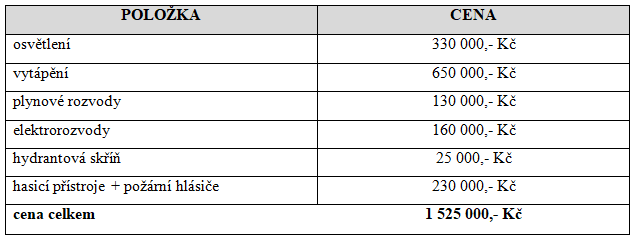 POLOŽKA CENA
osvětlení 330 000,- Kč
vytápění 650 000,- Kč
plynové rozvody 130 000,- Kč
elektrorozvody 160 000,- Kč
hydrantová skříň 25 000,- Kč
hasicí přístroje + požární hlásiče 230 000,- Kč
cena celkem 1 525 000,- Kč